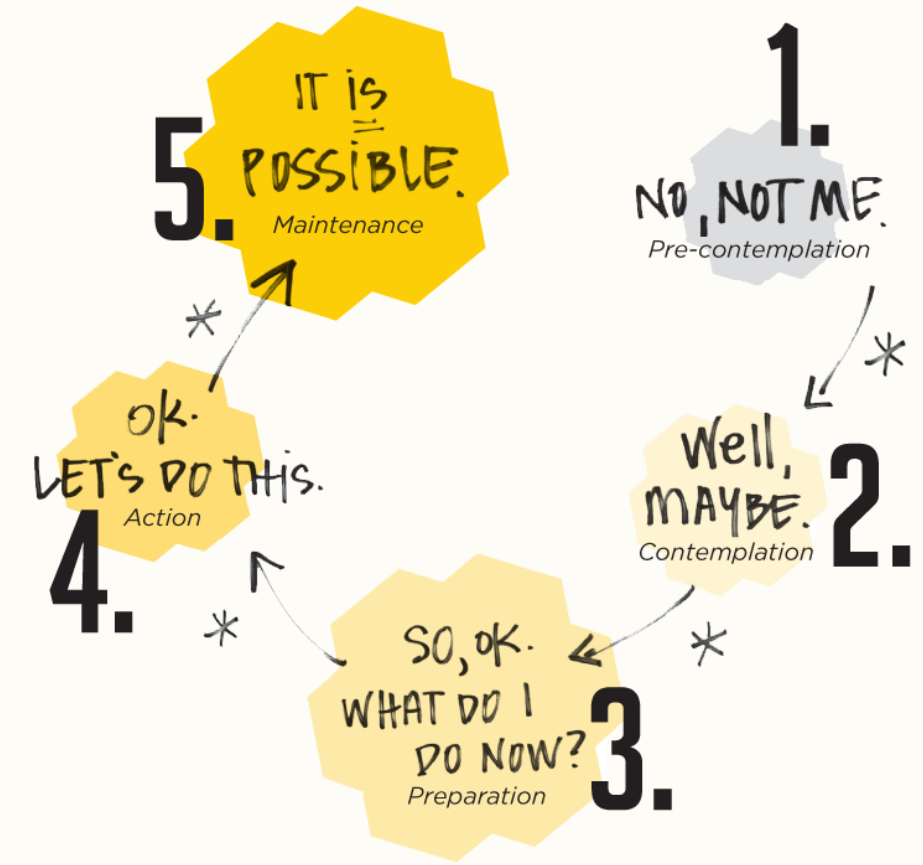 1.
NO, NOT ME.
Pre-contemplation
*
Well,
MAYBE.
Contemplation
2.
*
SO, OK.
WHAT DO I
DO NOW?
Preparation
3.
*
OK.
LET'S DO THIS.
Action
4.
*
IT is
POSSIBLE.
Maintenance
5.